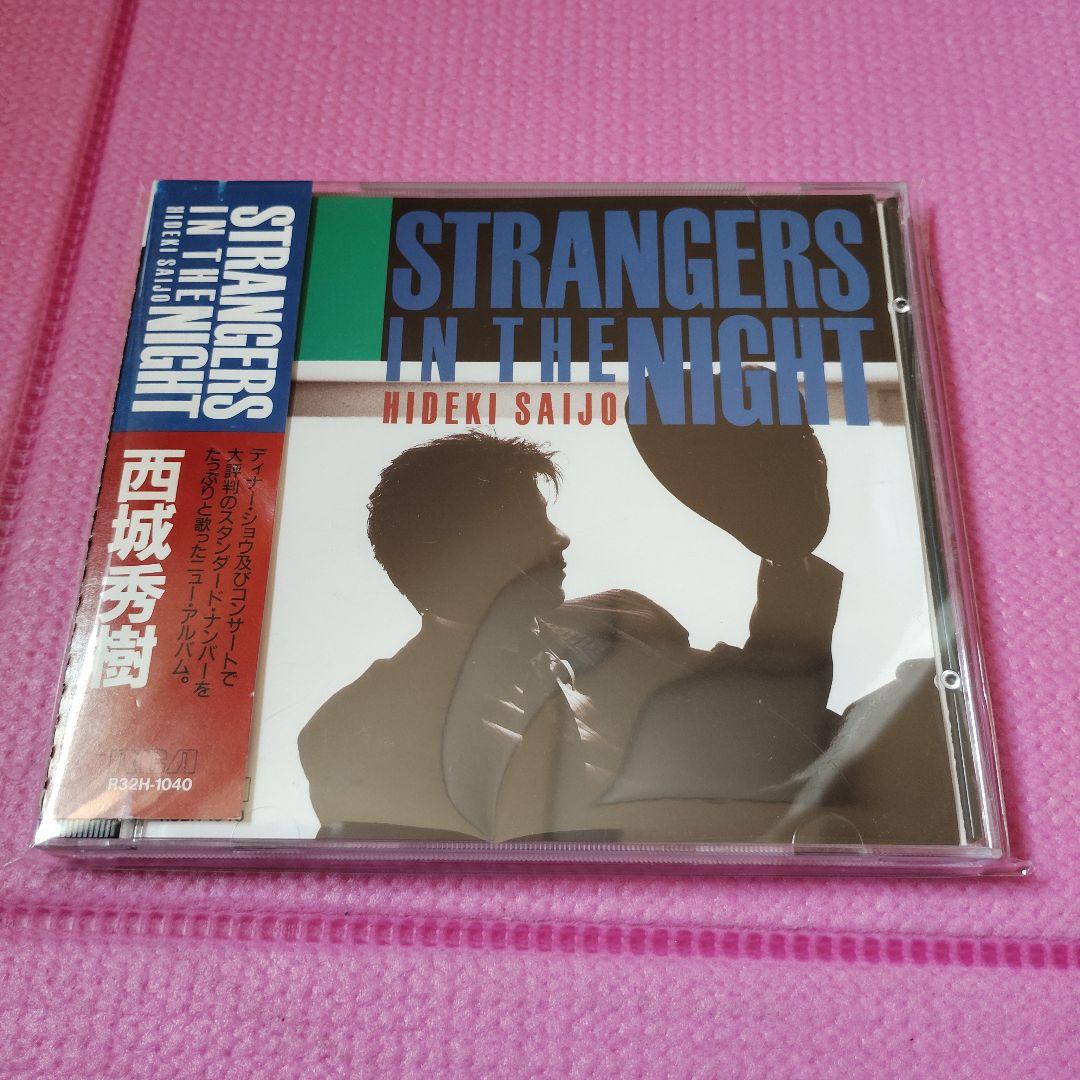 STRANGERS
IN THE NIGHT
HIDEKI SAIJO
西城秀樹
ディナー・ショウ及びコンサートで
大評判のスタンダード・ナンバーを
たっぷりと歌ったニュー・アルバム。
RCA
R32H-1040
STRANGERS
IN THE NIGHT
HIDEKI SAIJO